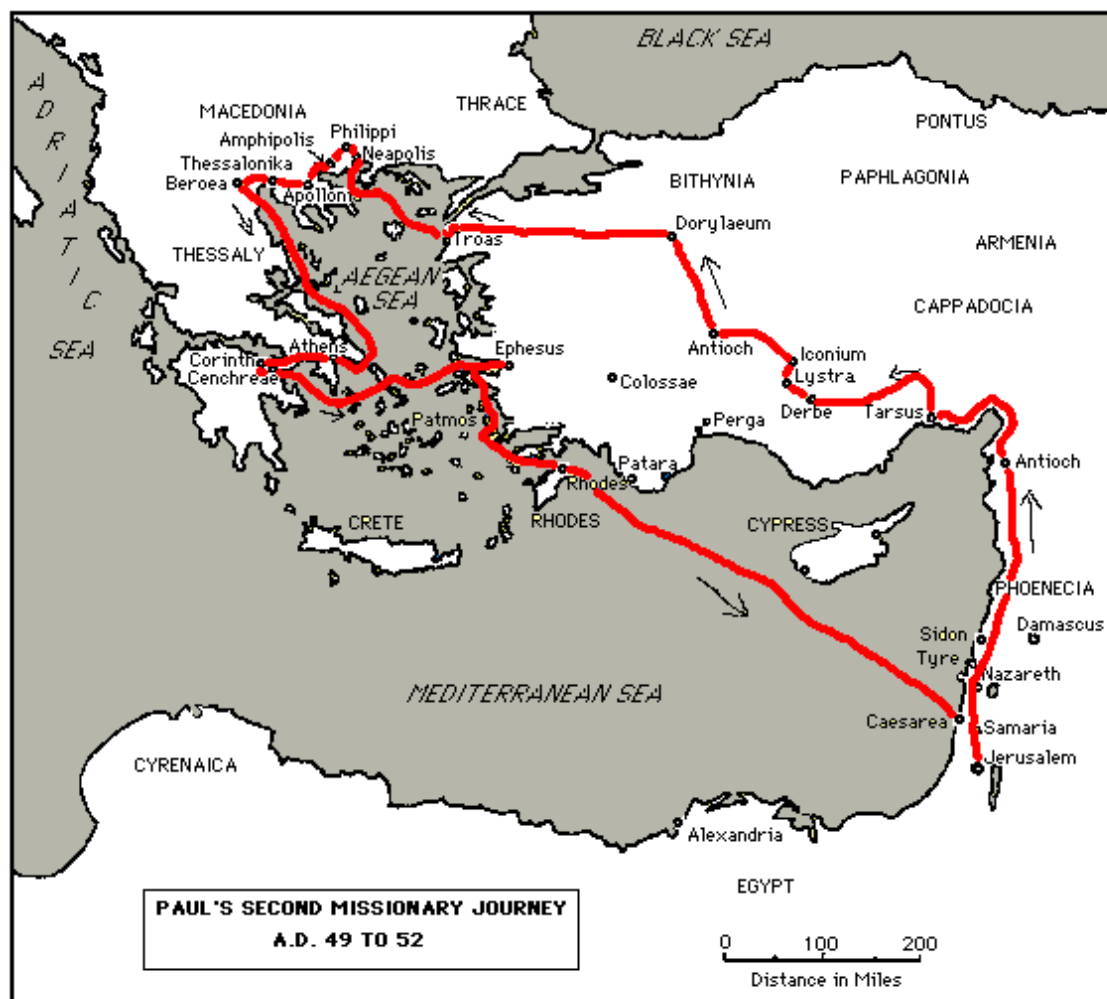 BLACK SEA
ADRIATIC SEA
MACEDONIA
THRACE
PONTUS
Philippi
Amphipolis
Neapolis
Thessalonika
Beroea
Apollonia
BITHYNIA
PAPHLAGONIA
Dorylaeum
Troas
ARMENIA
THESSALY
AEGEAN
SEA
CAPPADOCIA
Antioch
Iconium
Athens
Ephesus
Corinth
Cenchreae
Colossae
Lystra
Derbe
Tarsus
Patmos
Perga
Patara
Antioch
Rhodes
RHODES
CRETE
CYPRESS
PHOENECIA
Sidon
Damascus
Tyre
Nazareth
MEDITERRANEAN SEA
Caesarea
Samaria
Jerusalem
CYRENAICA
Alexandria
EGYPT
PAUL'S SECOND MISSIONARY JOURNEY
A.D. 49 TO 52
0 100 200
Distance in Miles